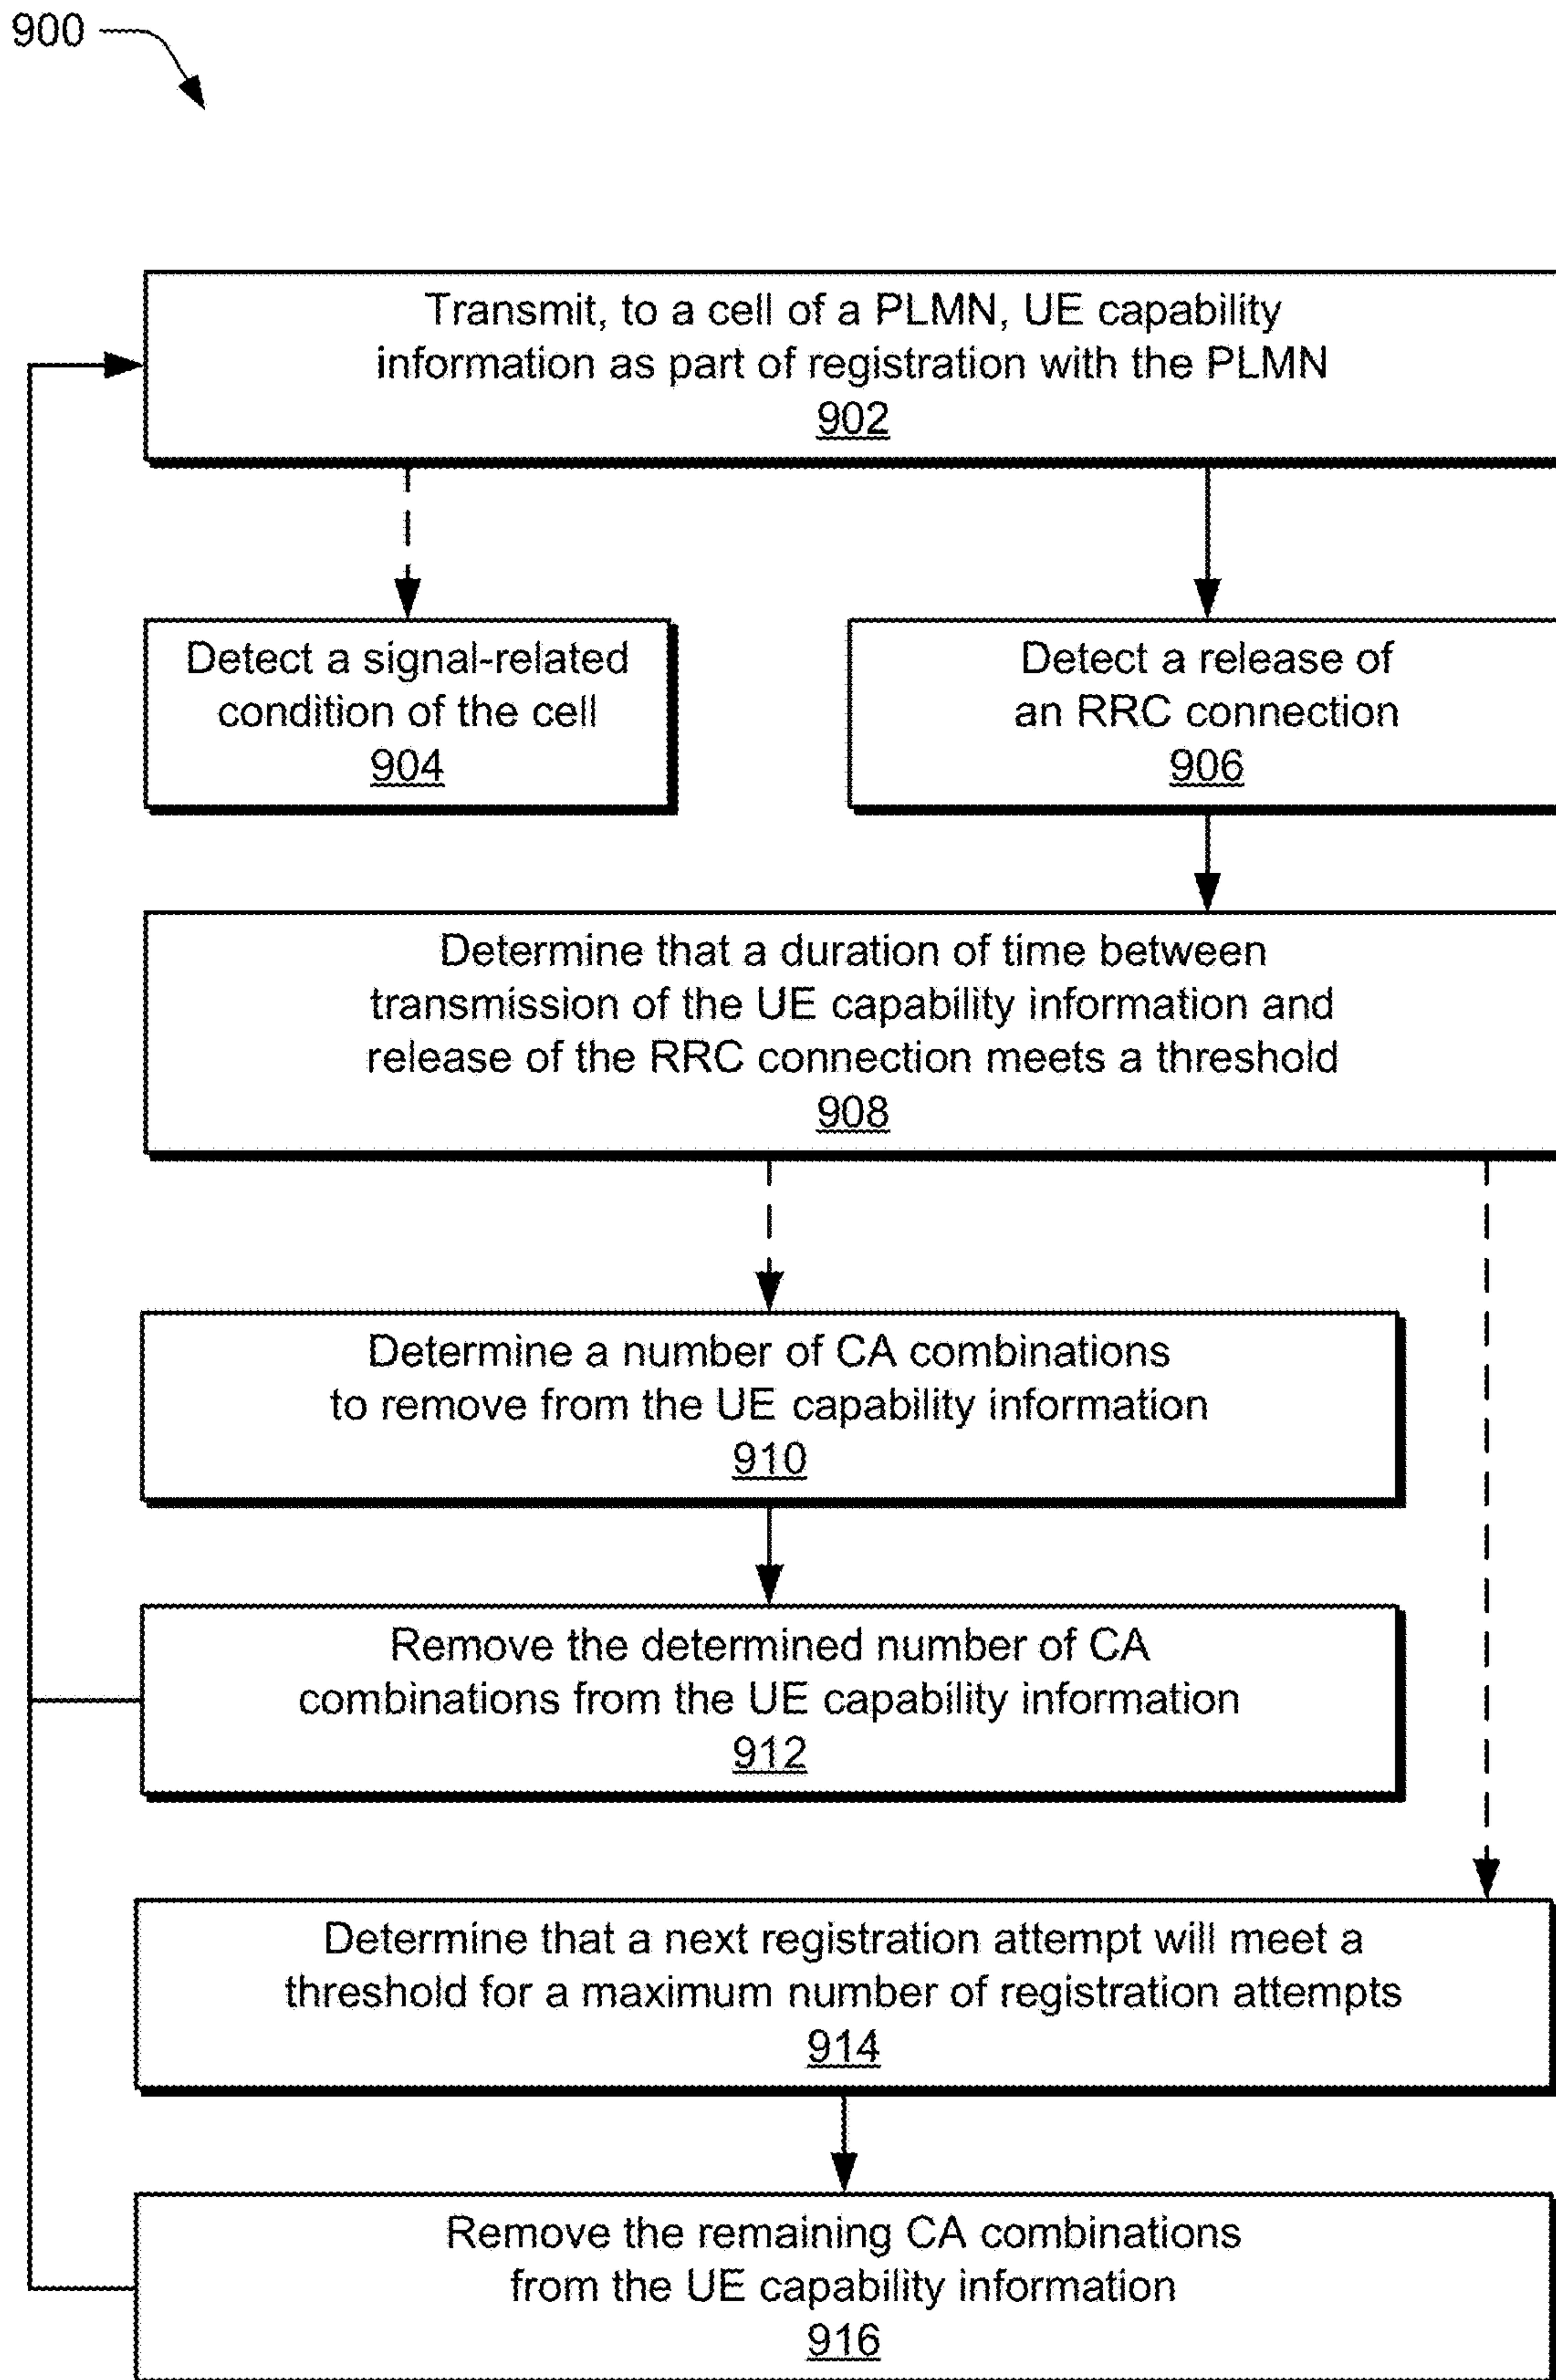 900
Transmit, to a cell of a PLMN, UE capability
information as part of registration with the PLMN
902
Detect a signal-related
condition of the cell
904
Detect a release of
an RRC connection
906
Determine that a duration of time between
transmission of the UE capability information and
release of the RRC connection meets a threshold
908
Determine a number of CA combinations
to remove from the UE capability information
910
Remove the determined number of CA
combinations from the UE capability information
912
Determine that a next registration attempt will meet a
threshold for a maximum number of registration attempts
914
Remove the remaining CA combinations
from the UE capability information
916